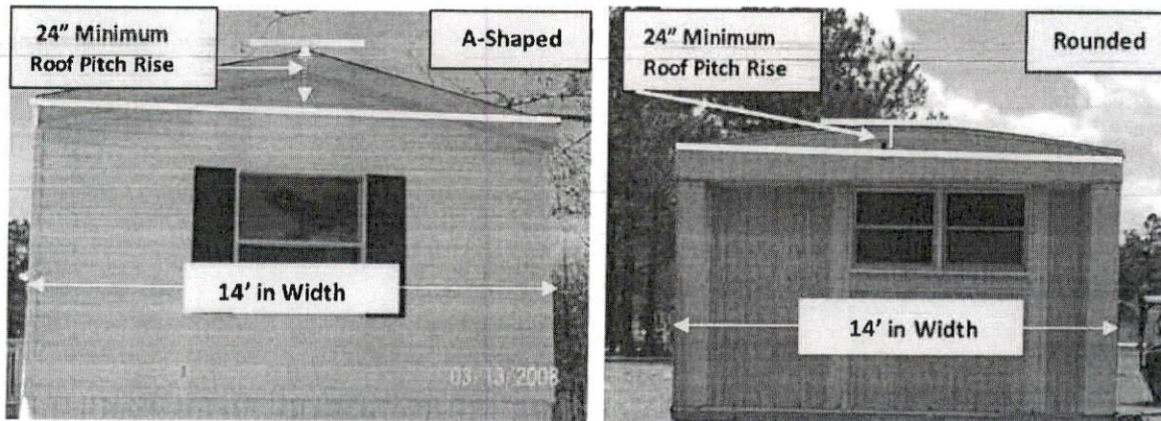 24" Minimum
Roof Pitch Rise
A-Shaped
14' in Width
03/13/2008
24" Minimum
Roof Pitch Rise
Rounded
14' in Width